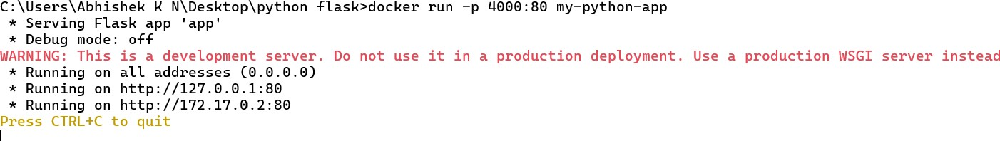 C:\Users\Abhishek K N\Desktop\python flask>docker run -p 4000:80 my-python-app
 * Serving Flask app 'app'
 * Debug mode: off
WARNING: This is a development server. Do not use it in a production deployment. Use a production WSGI server instead
 * Running on all addresses (0.0.0.0)
 * Running on http://127.0.0.1:80
 * Running on http://172.17.0.2:80
Press CTRL+C to quit